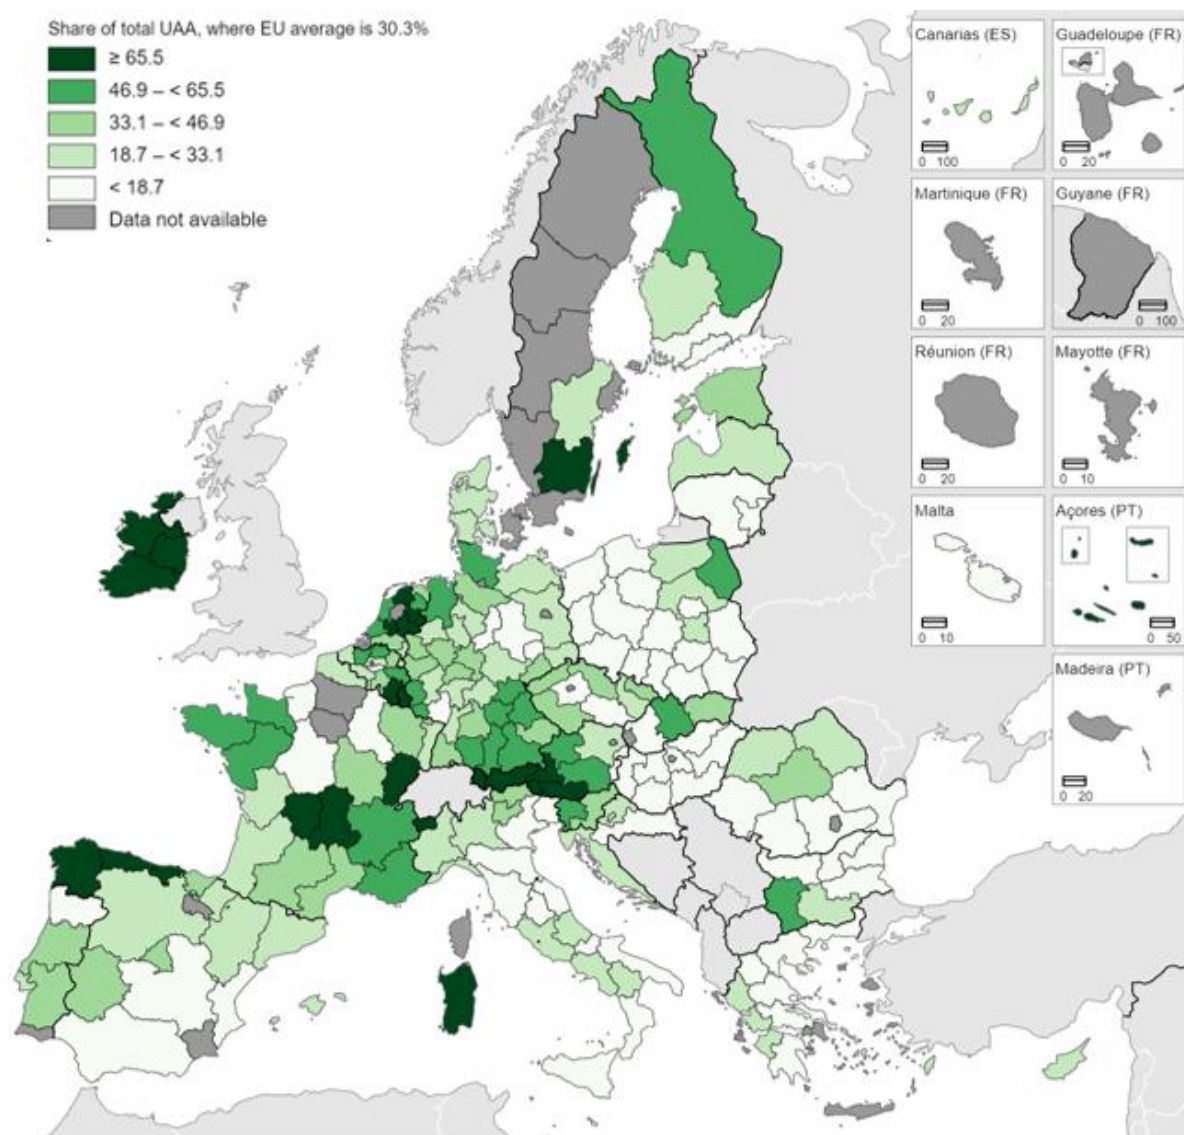 Share of total UAA, where EU average is 30.3%
≥ 65.5
46.9 – < 65.5
33.1 – < 46.9
18.7 – < 33.1
< 18.7
Data not available
Canarias (ES)
0 100
Guadeloupe (FR)
0 20
Martinique (FR)
0 20
Guyane (FR)
0 100
Réunion (FR)
0 20
Mayotte (FR)
0 10
Malta
0 10
Açores (PT)
0 50
Madeira (PT)
0 20